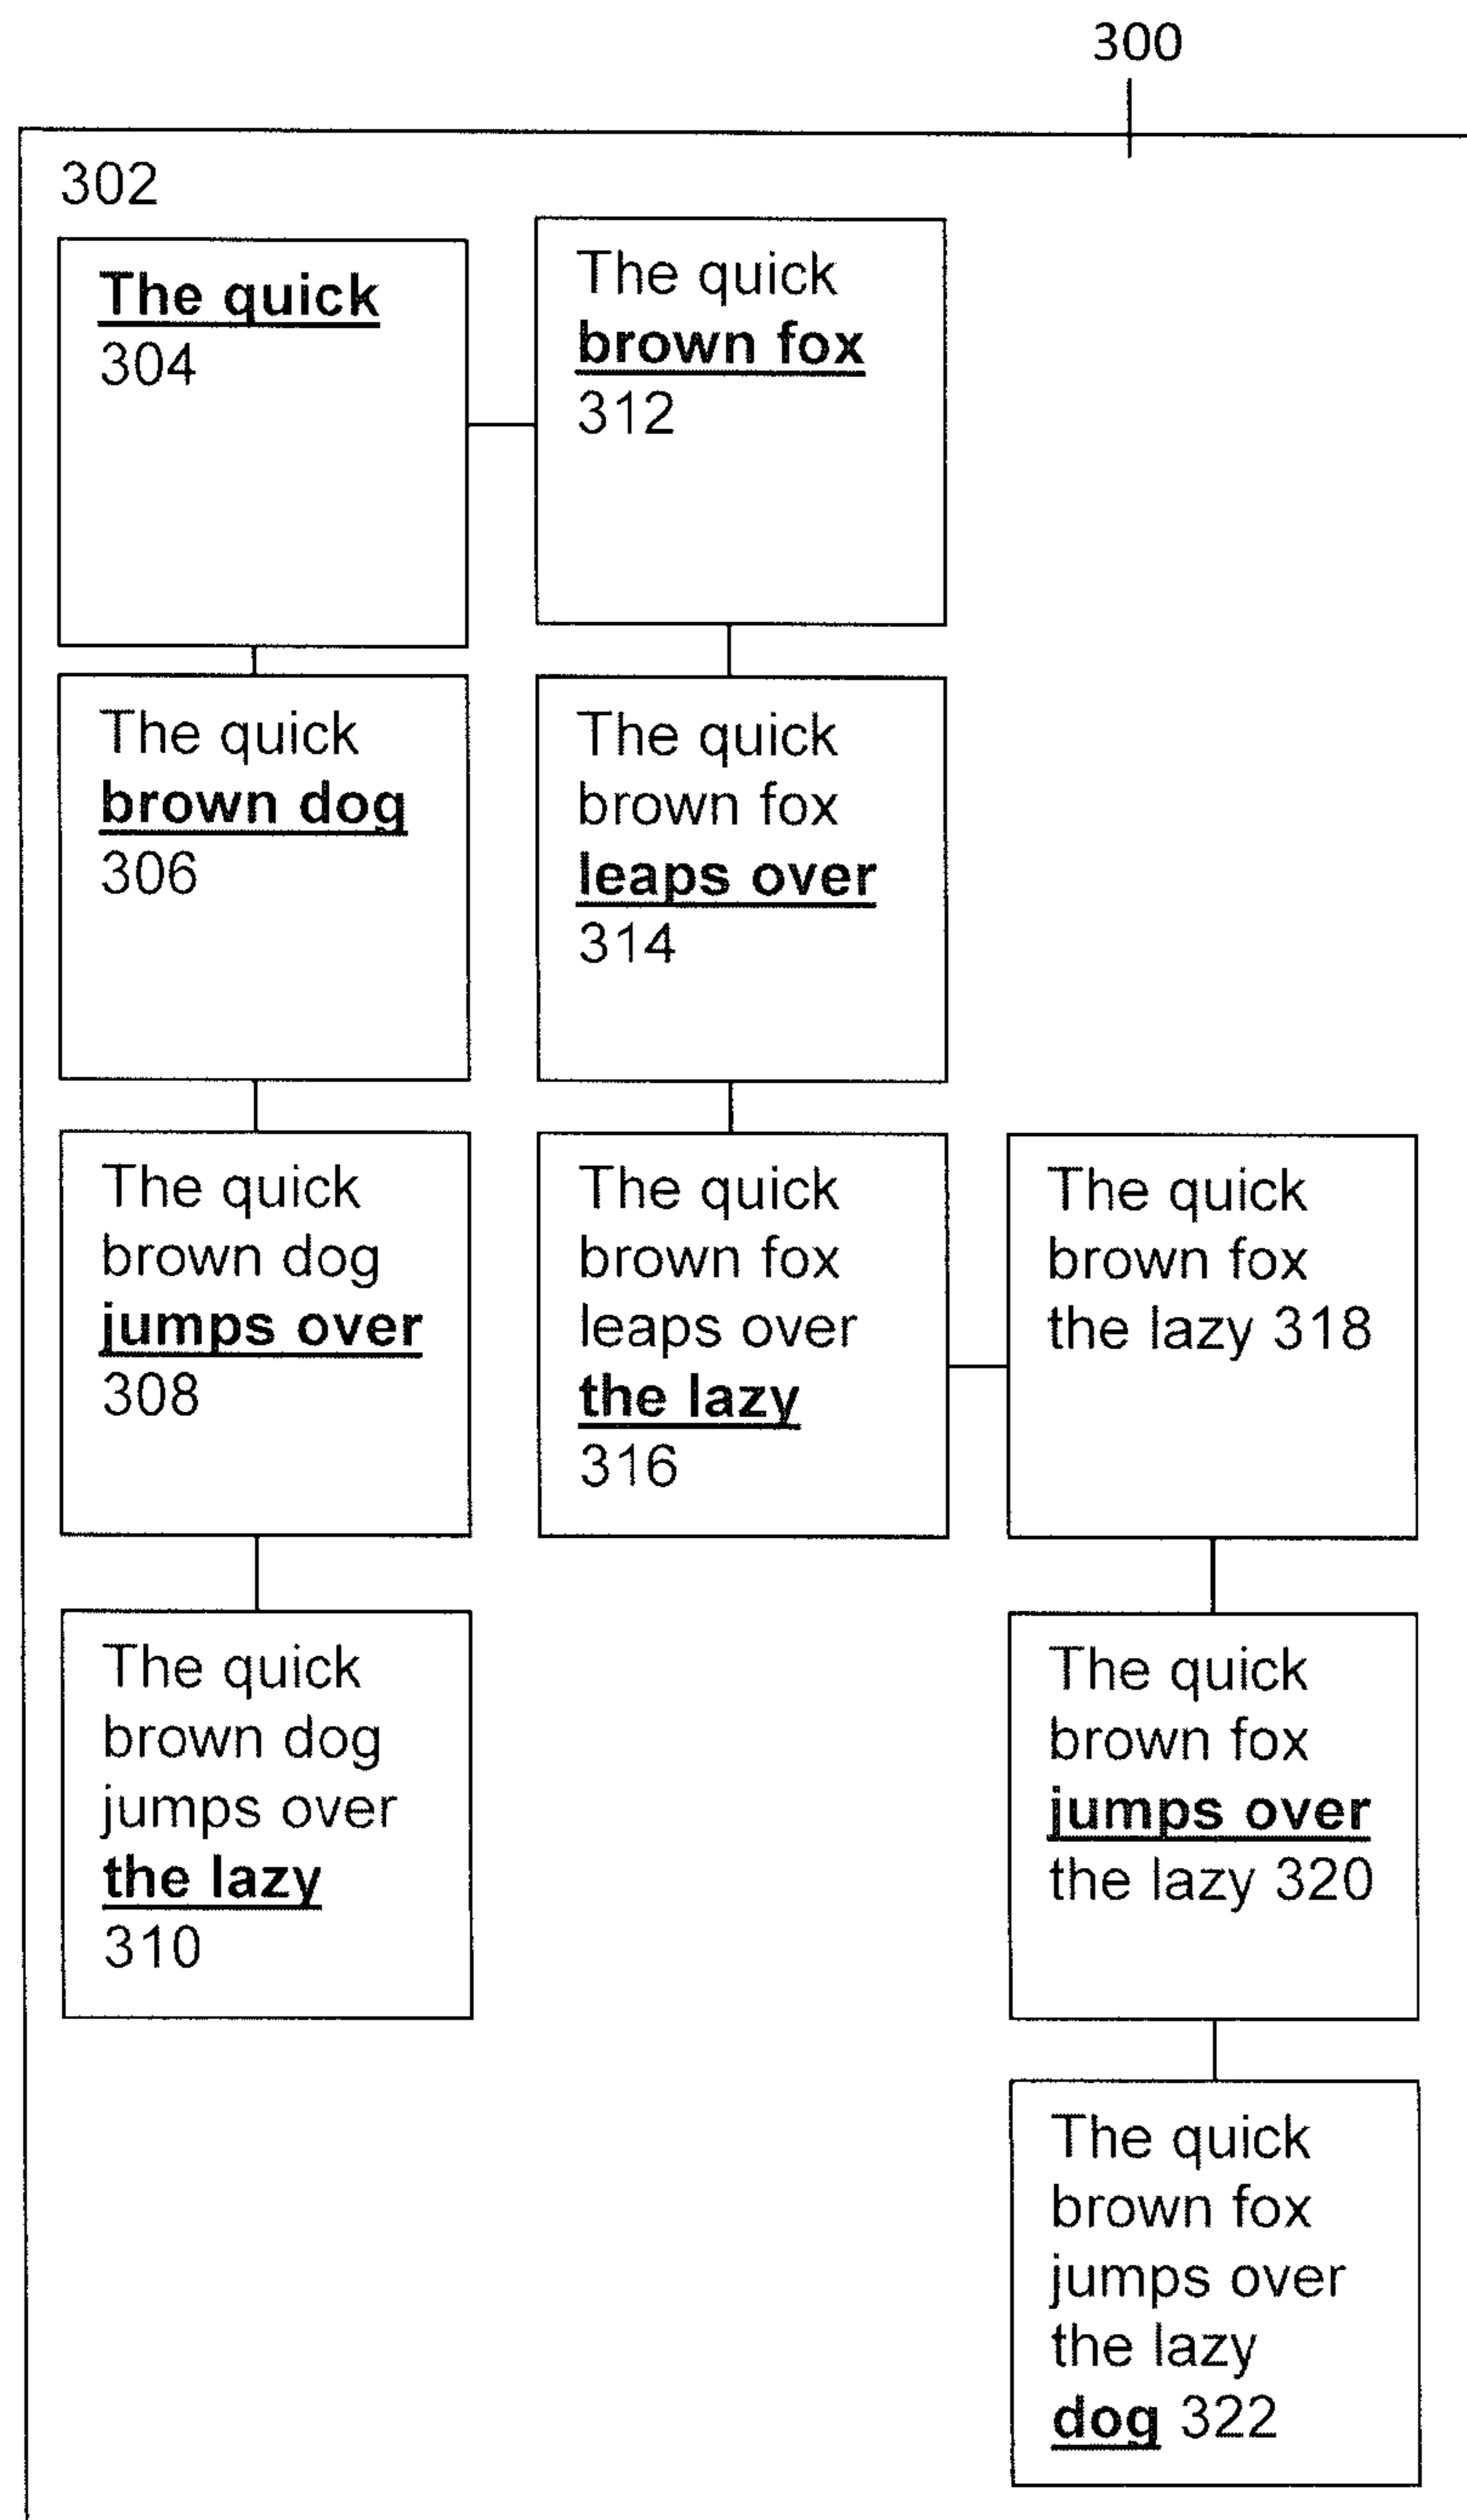 300
302
The quick
304
The quick
brown dog
306
The quick
brown dog
jumps over
308
The quick
brown dog
jumps over
the lazy
310
The quick
brown fox
312
The quick
brown fox
leaps over
314
The quick
brown fox
leaps over
the lazy
316
The quick
brown fox
the lazy 318
The quick
brown fox
jumps over
the lazy 320
The quick
brown fox
jumps over
the lazy
dog 322